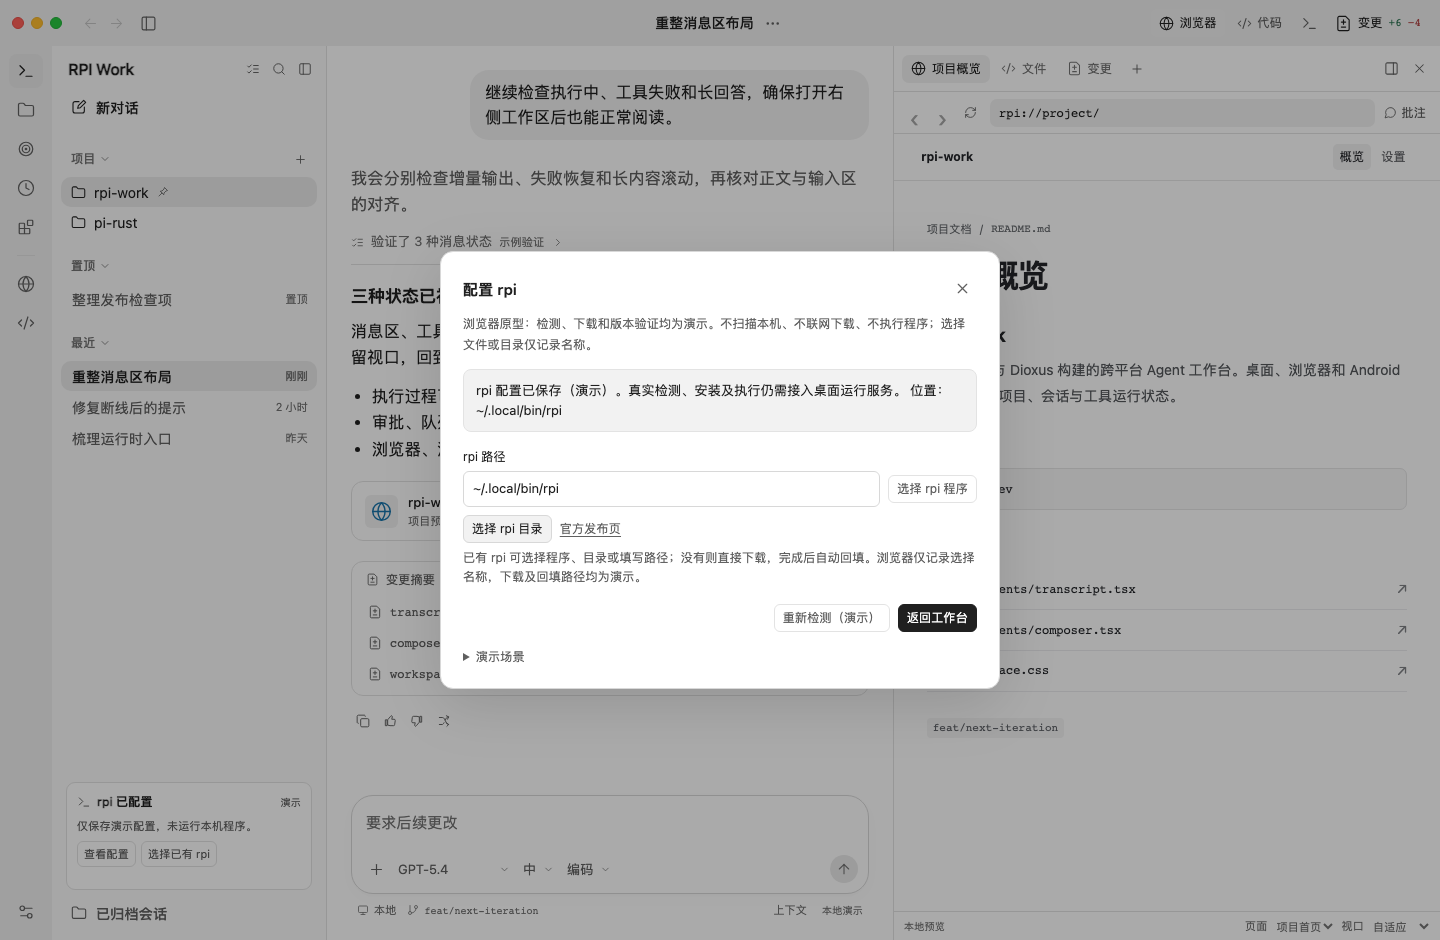 重整消息区布局 ···
浏览器
代码
变更 +6 −4
RPI Work
新对话
项目
rpi-work
pi-rust
置顶
整理发布检查项 置顶
最近
重整消息区布局 刚刚
修复断线后的提示 2 小时
梳理运行时入口 昨天
rpi 已配置 演示
仅保存演示配置，未运行本机程序。
查看配置 选择已有 rpi
已归档会话
继续检查执行中、工具失败和长回答，确保打开右
侧工作区后也能正常阅读。
我会分别检查增量输出、失败恢复和长内容滚动，再核对正文与输入区
的对齐。
验证了 3 种消息状态 示例验证
三种状态已
消息区、工
留视口，回
• 执行过程
• 审批、队
• 浏览器、
rpi-w
项目预
变更摘要
transcr
compose
workspa
要求后续更改
GPT-5.4 中 编码
本地 feat/next-iteration 上下文 本地演示
配置 rpi
浏览器原型：检测、下载和版本验证均为演示。不扫描本机、不联网下载、不执行程序；选择
文件或目录仅记录名称。
rpi 配置已保存（演示）。真实检测、安装及执行仍需接入桌面运行服务。 位置：
~/.local/bin/rpi
rpi 路径
~/.local/bin/rpi 选择 rpi 程序
选择 rpi 目录 官方发布页
已有 rpi 可选择程序、目录或填写路径；没有则直接下载，完成后自动回填。浏览器仅记录选择
名称，下载及回填路径均为演示。
重新检测（演示） 返回工作台
演示场景
项目概览 文件 变更
rpi://project/ 批注
rpi-work 概览 设置
项目文档 / README.md
概览
k
Dioxus 构建的跨平台 Agent 工作台。桌面、浏览器和 Android
项目、会话与工具运行状态。
ev
ents/transcript.tsx
ents/composer.tsx
ace.css
feat/next-iteration
本地预览 页面 项目首页 视口 自适应